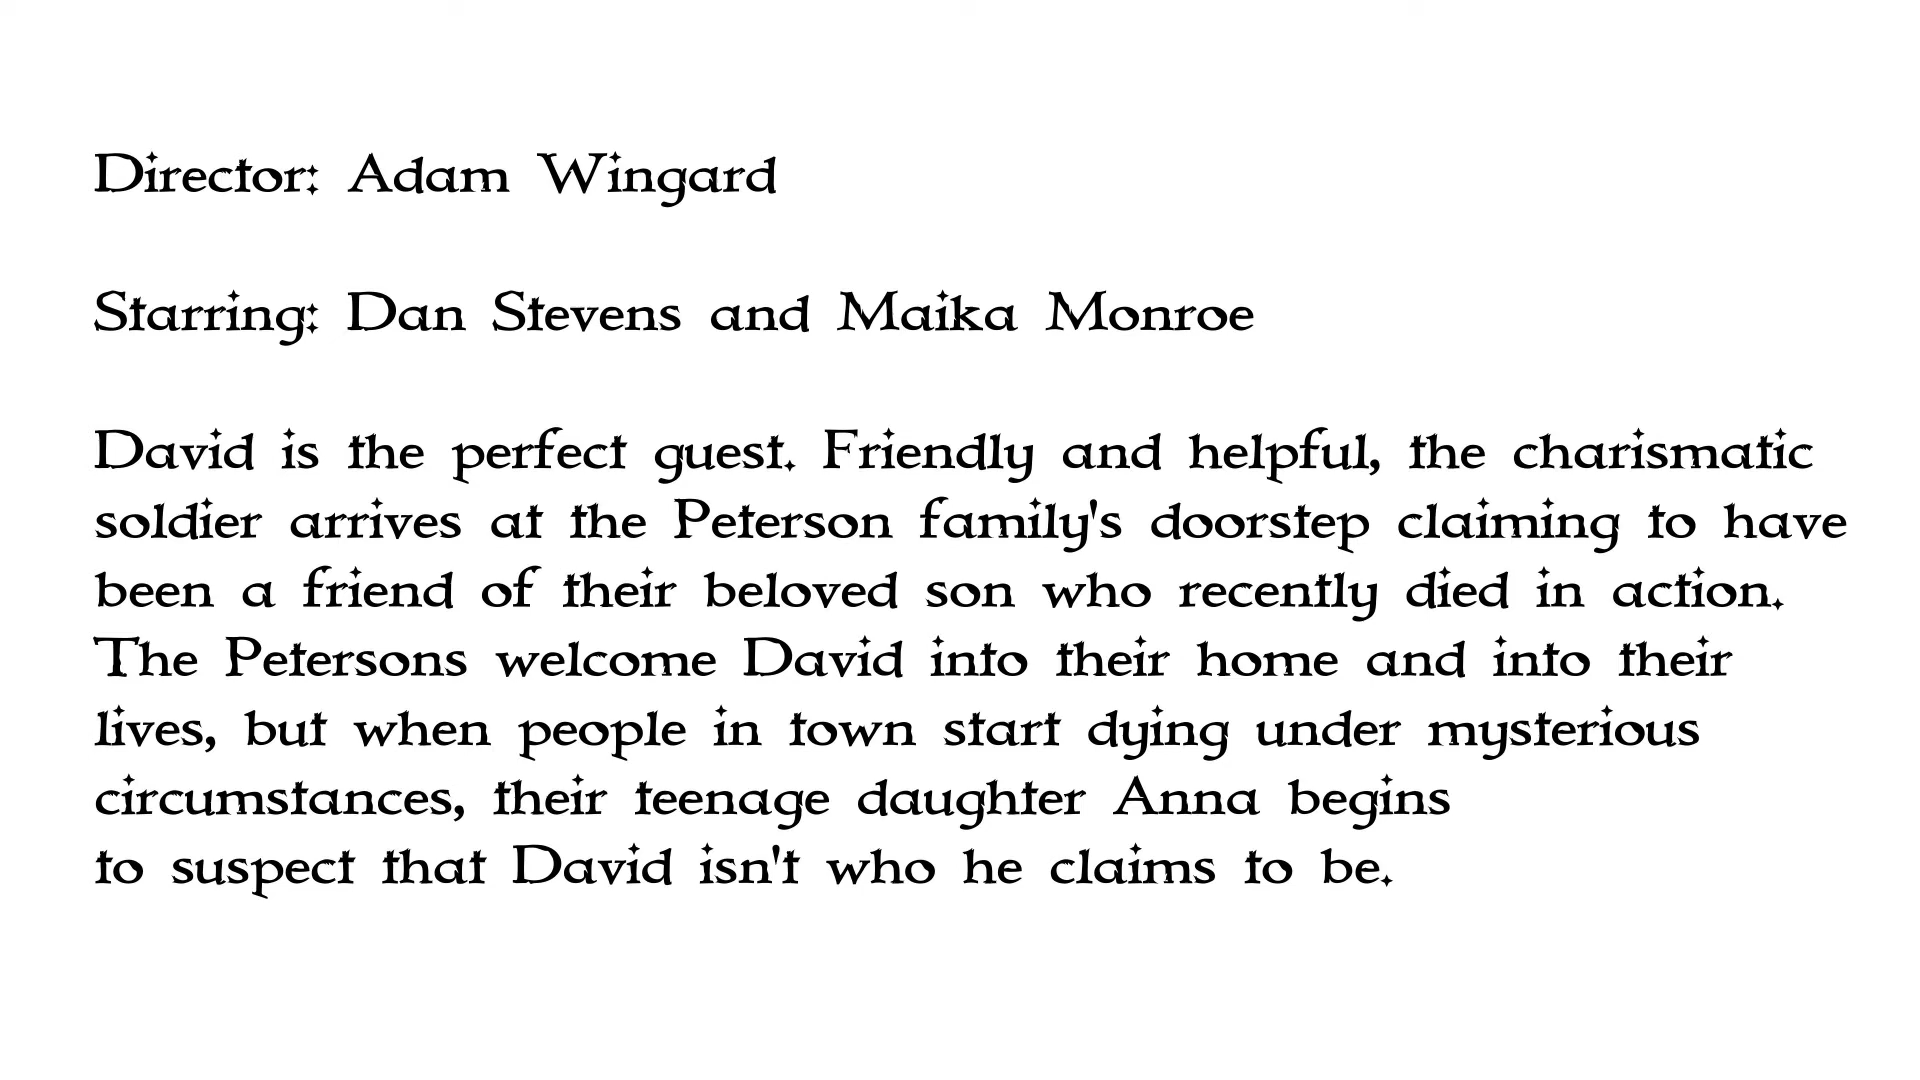 Director: Adam Wingard
Starring: Dan Stevens and Maika Monroe
David is the perfect guest. Friendly and helpful, the charismatic
soldier arrives at the Peterson family's doorstep claiming to have
been a friend of their beloved son who recently died in action.
The Petersons welcome David into their home and into their
lives, but when people in town start dying under mysterious
circumstances, their teenage daughter Anna begins
to suspect that David isn't who he claims to be.